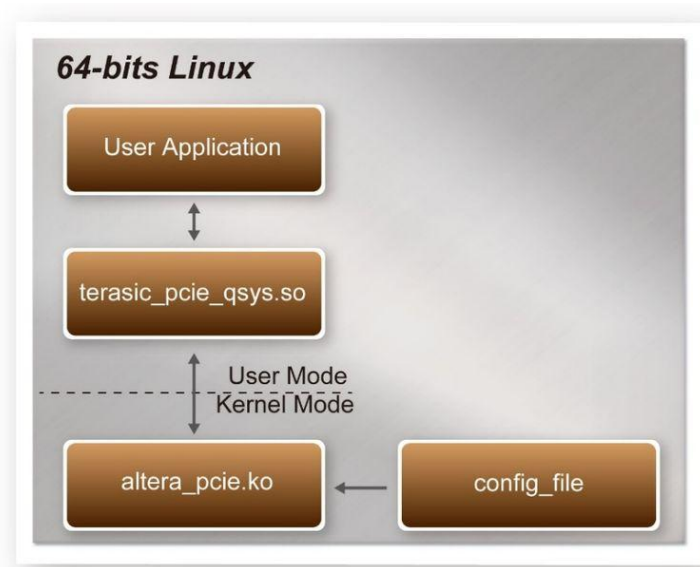 64-bits Linux
User Application
terasic_pcie_qsys.so
User Mode
Kernel Mode
altera_pcie.ko
config_file